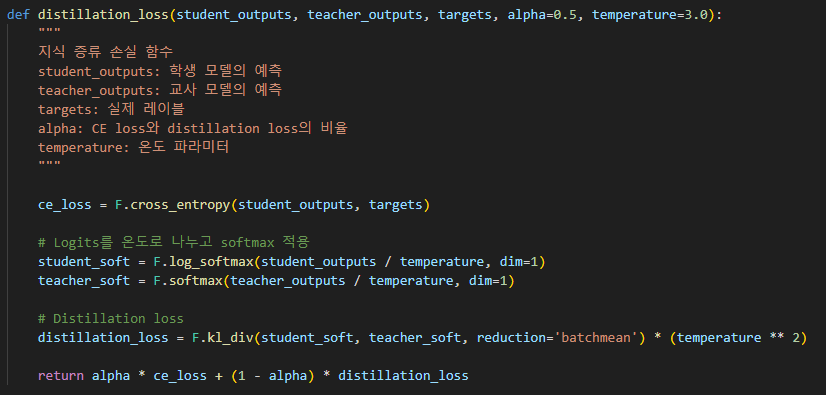 def distillation_loss(student_outputs, teacher_outputs, targets, alpha=0.5, temperature=3.0):
"""
지식 증류 손실 함수
student_outputs: 학생 모델의 예측
teacher_outputs: 교사 모델의 예측
targets: 실제 레이블
alpha: CE loss와 distillation loss의 비율
temperature: 온도 파라미터
"""
ce_loss = F.cross_entropy(student_outputs, targets)
# Logits를 온도로 나누고 softmax 적용
student_soft = F.log_softmax(student_outputs / temperature, dim=1)
teacher_soft = F.softmax(teacher_outputs / temperature, dim=1)
# Distillation loss
distillation_loss = F.kl_div(student_soft, teacher_soft, reduction='batchmean') * (temperature ** 2)
return alpha * ce_loss + (1 - alpha) * distillation_loss